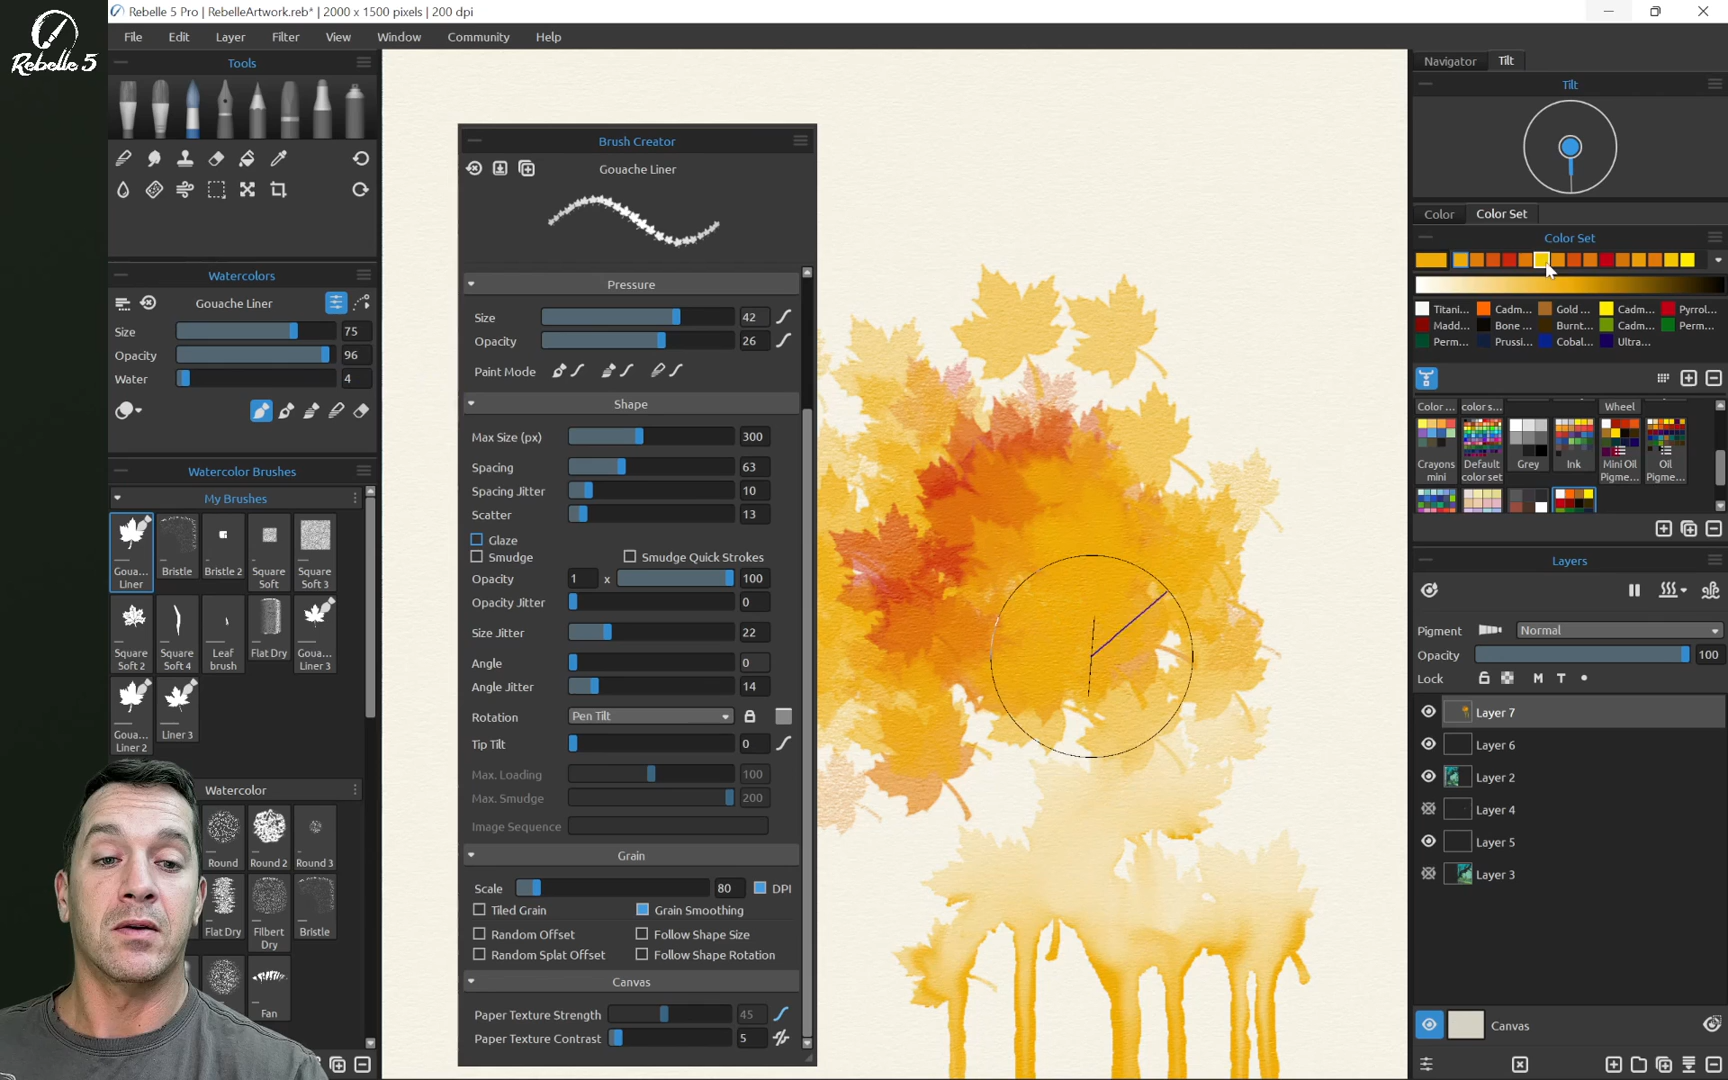 Rebelle 5 Pro | RebelleArtwork.reb* | 2000 x 1500 pixels | 200 dpi
Rebelle 5
File Edit Layer Filter View Window Community Help
Tools
Navigator Tilt
Tilt
Color Color Set
Color Set
Titani... Cadm... Gold ... Cadm... Pyrrol...
Madd... Bone ... Burnt... Cadm... Perm...
Perm... Prussi... Cobal... Ultra...
Color ... color s... Wheel
Crayons mini
Default color set
Grey
Ink
Mini Oil Pigme...
Oil Pigme...
Watercolors
Gouache Liner
Size 75
Opacity 96
Water 4
Watercolor Brushes
My Brushes
Goua... Liner
Bristle
Bristle 2
Square Soft
Square Soft 3
Square Soft 2
Square Soft 4
Leaf brush
Flat Dry
Goua... Liner 3
Goua... Liner 2
Liner 3
Watercolor
Round Round 2 Round 3
Flat Dry
Filbert Dry
Bristle
Fan
Brush Creator
Gouache Liner
Pressure
Size 42
Opacity 26
Paint Mode
Shape
Max Size (px) 300
Spacing 63
Spacing Jitter 10
Scatter 13
Glaze
Smudge Smudge Quick Strokes
Opacity 1 x 100
Opacity Jitter 0
Size Jitter 22
Angle 0
Angle Jitter 14
Rotation Pen Tilt
Tip Tilt 0
Max. Loading 100
Max. Smudge 200
Image Sequence
Grain
Scale 80 DPI
Tiled Grain Grain Smoothing
Random Offset Follow Shape Size
Random Splat Offset Follow Shape Rotation
Canvas
Paper Texture Strength 45
Paper Texture Contrast 5
Layers
Pigment Normal
Opacity 100
Lock M T
Layer 7
Layer 6
Layer 2
Layer 4
Layer 5
Layer 3
Canvas